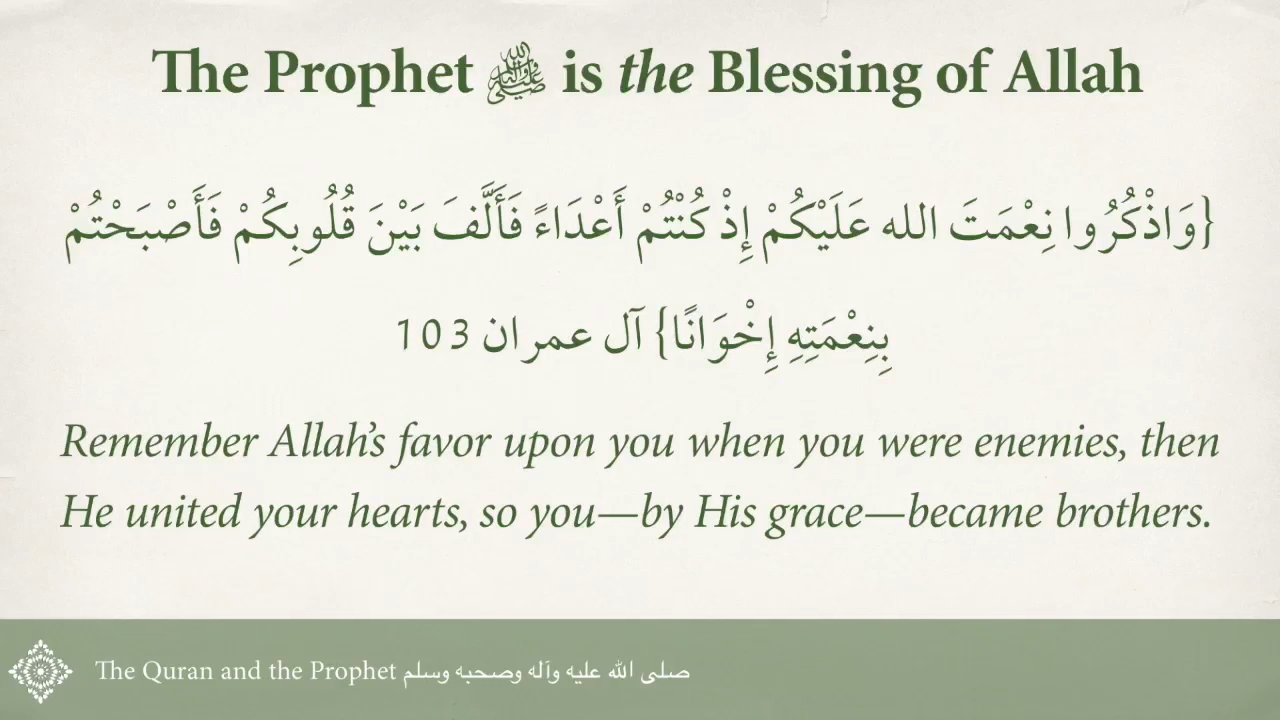 The Prophet ﷺ is the Blessing of Allah
{وَاذْكُرُوا نِعْمَتَ الله عَلَيْكُمْ إِذْ كُنْتُمْ أَعْدَاءً فَأَلَّفَ بَيْنَ قُلُوبِكُمْ فَأَصْبَحْتُمْ
بِنِعْمَتِهِ إِخْوَانًا} آل عمران 103
Remember Allah’s favor upon you when you were enemies, then
He united your hearts, so you—by His grace—became brothers.
The Quran and the Prophet صلى الله عليه وآله وصحبه وسلم